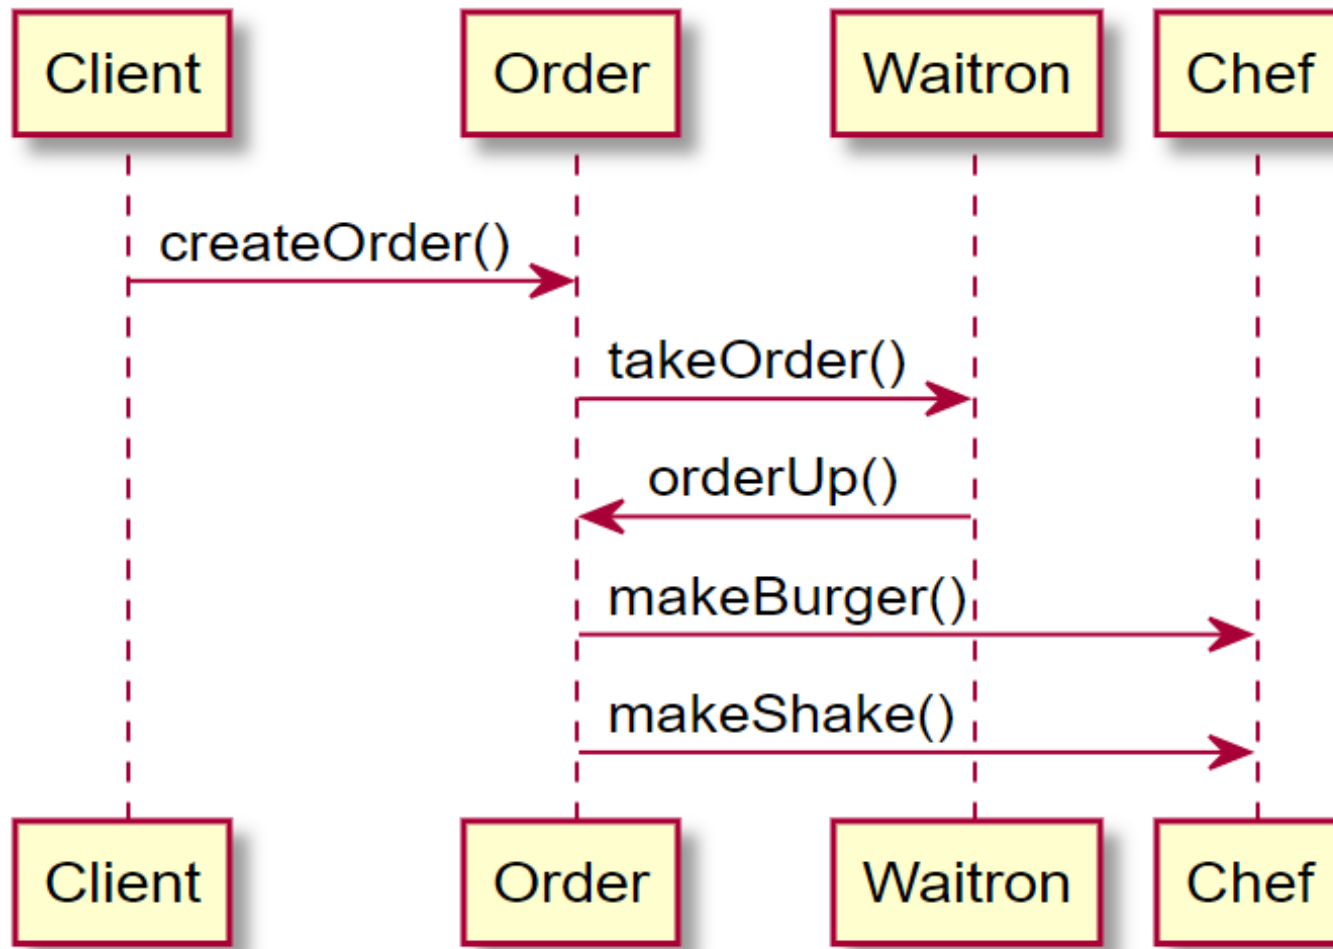 Client
Order
Waitron
Chef
createOrder()
takeOrder()
orderUp()
makeBurger()
makeShake()
Client
Order
Waitron
Chef